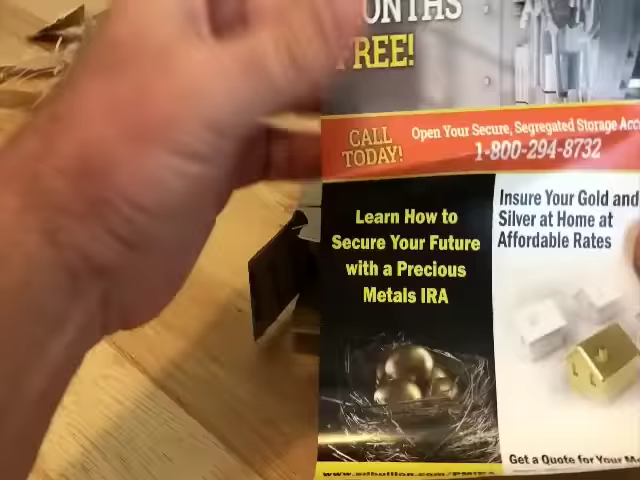 ONTHS
FREE!
CALL
TODAY!
Open Your Secure, Segregated Storage Acc
1-800-294-8732
Learn How to
Secure Your Future
with a Precious
Metals IRA
Insure Your Gold and
Silver at Home at
Affordable Rates
Get a Quote for Your M